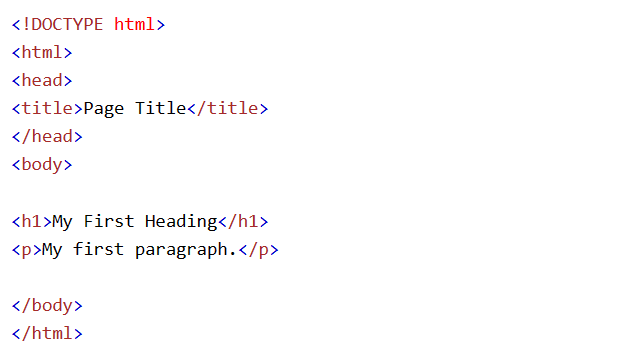 <!DOCTYPE html>
<html>
<head>
<title>Page Title</title>
</head>
<body>
<h1>My First Heading</h1>
<p>My first paragraph.</p>
</body>
</html>